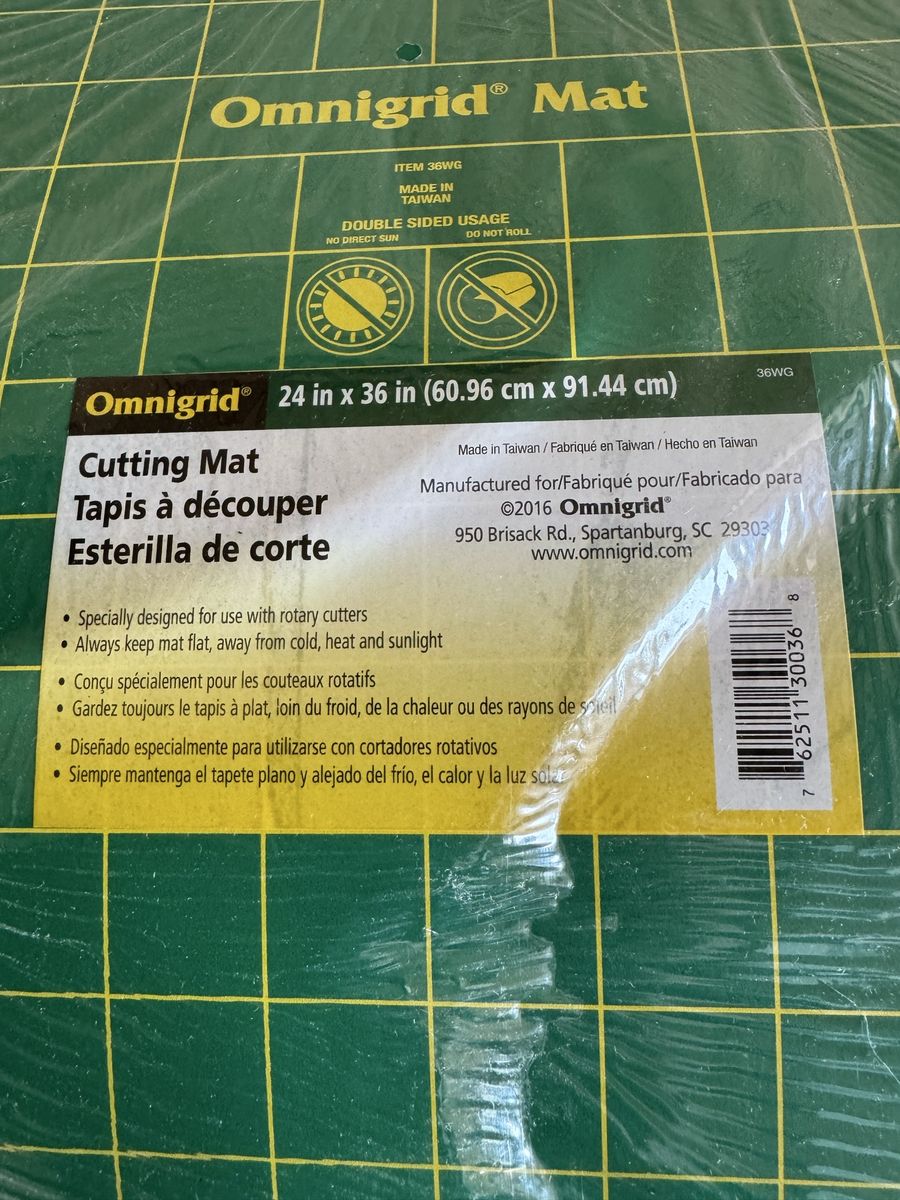 Omnigrid® Mat
ITEM 36WG
MADE IN
TAIWAN
DOUBLE SIDED USAGE
NO DIRECT SUN DO NOT ROLL
Omnigrid® 24 in x 36 in (60.96 cm x 91.44 cm) 36WG
Cutting Mat
Tapis à découper
Esterilla de corte
Made in Taiwan / Fabriqué en Taiwan / Hecho en Taiwan
Manufactured for/Fabriqué pour/Fabricado para
©2016 Omnigrid®
950 Brisack Rd., Spartanburg, SC 29303
www.omnigrid.com
• Specially designed for use with rotary cutters
• Always keep mat flat, away from cold, heat and sunlight
• Conçu spécialement pour les couteaux rotatifs
• Gardez toujours le tapis à plat, loin du froid, de la chaleur ou des rayons de soleil
• Diseñado especialmente para utilizarse con cortadores rotativos
• Siempre mantenga el tapete plano y alejado del frío, el calor y la luz solar
7 62511 30036 8